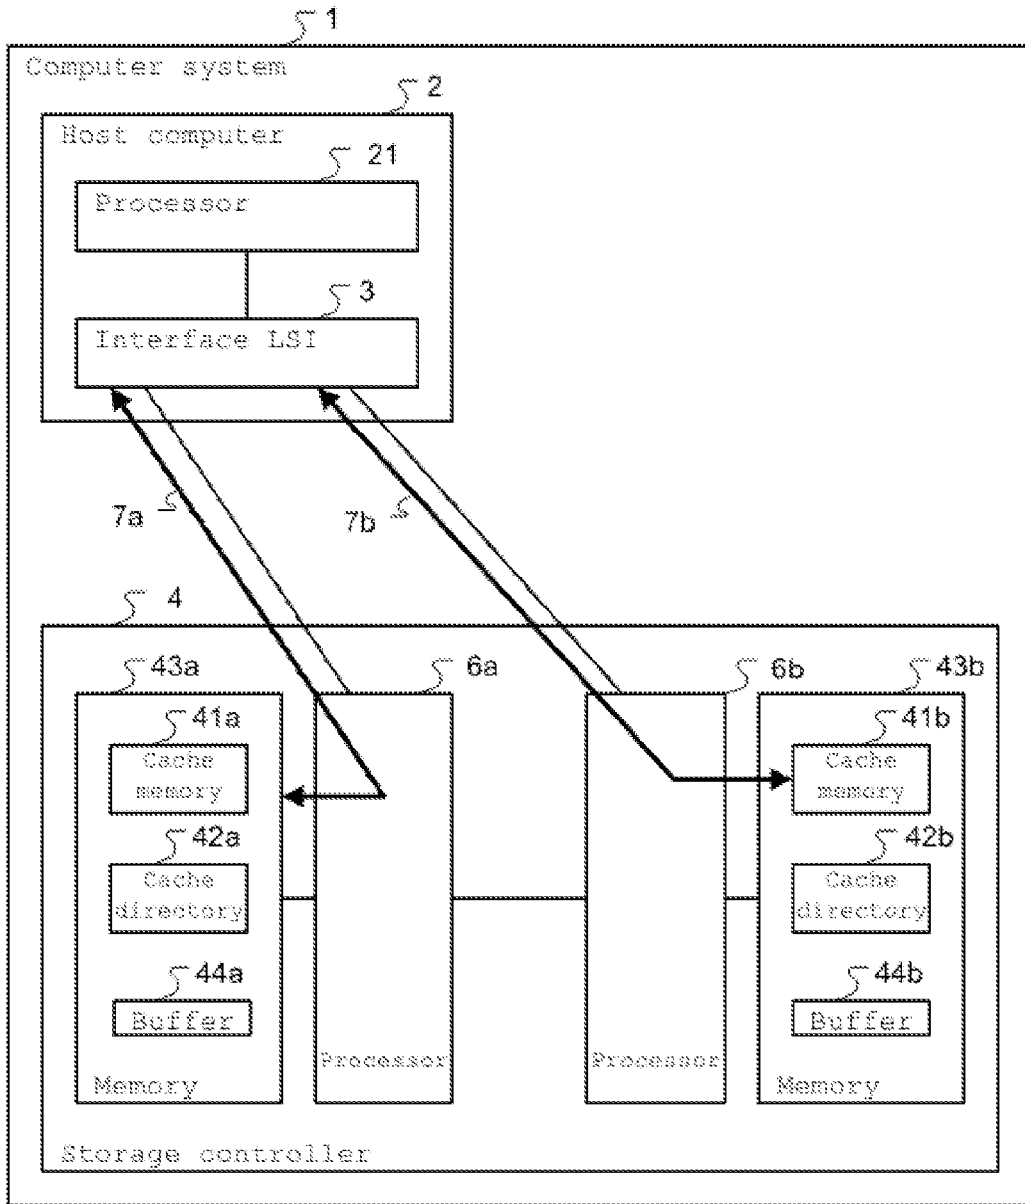 1
Computer system
2
Host computer
21
Processor
3
Interface LSI
7a
7b
4
43a
6a
6b
43b
41a
Cache
memory
41b
Cache
memory
42a
Cache
directory
42b
Cache
directory
44a
Buffer
44b
Buffer
Processor
Processor
Memory
Memory
Storage controller